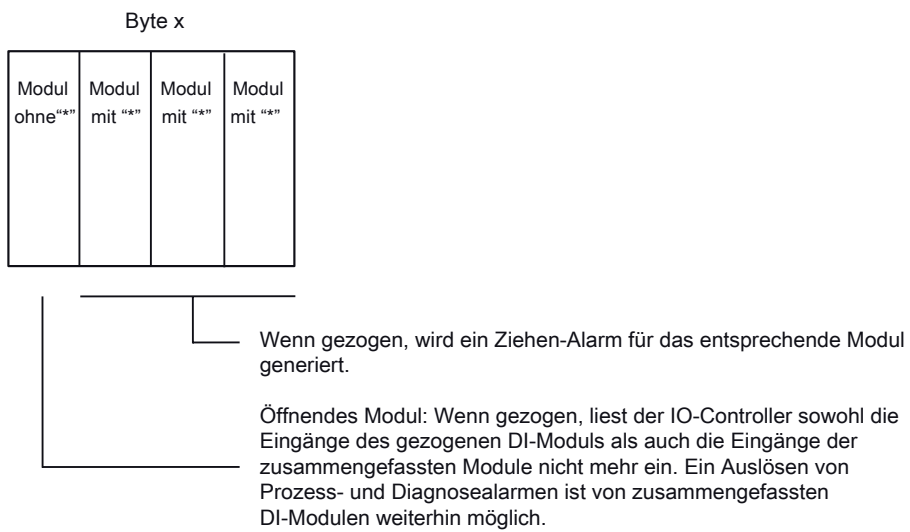 Byte x
Modul Modul Modul Modul
ohne“*” mit “*” mit “*” mit “*”
Wenn gezogen, wird ein Ziehen-Alarm für das entsprechende Modul
generiert.
Öffnendes Modul: Wenn gezogen, liest der IO-Controller sowohl die
Eingänge des gezogenen DI-Moduls als auch die Eingänge der
zusammengefassten Module nicht mehr ein. Ein Auslösen von
Prozess- und Diagnosealarmen ist von zusammengefassten
DI-Modulen weiterhin möglich.